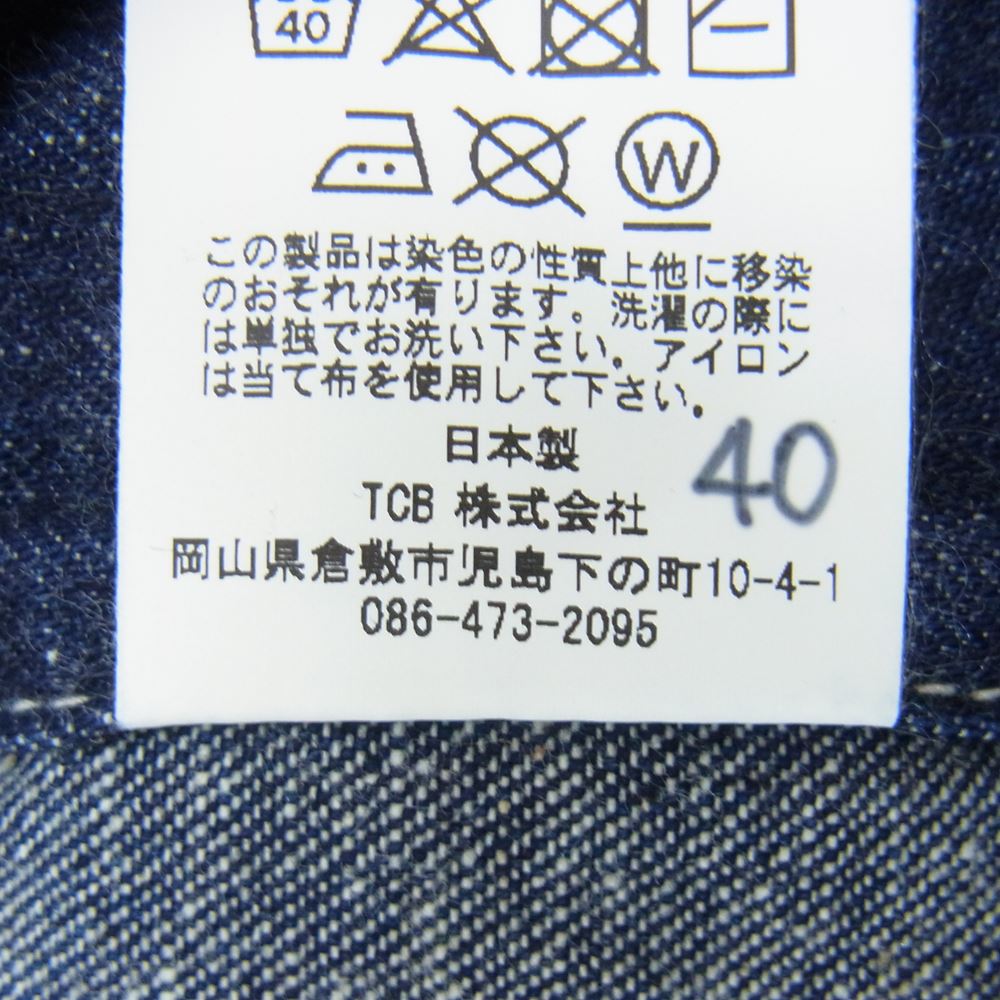 40
W
この製品は染色の性質上他に移染
のおそれが有ります。洗濯の際に
は単独でお洗い下さい。アイロン
は当て布を使用して下さい。
日本製
40
TCB 株式会社
岡山県倉敷市児島下の町10-4-1
086-473-2095